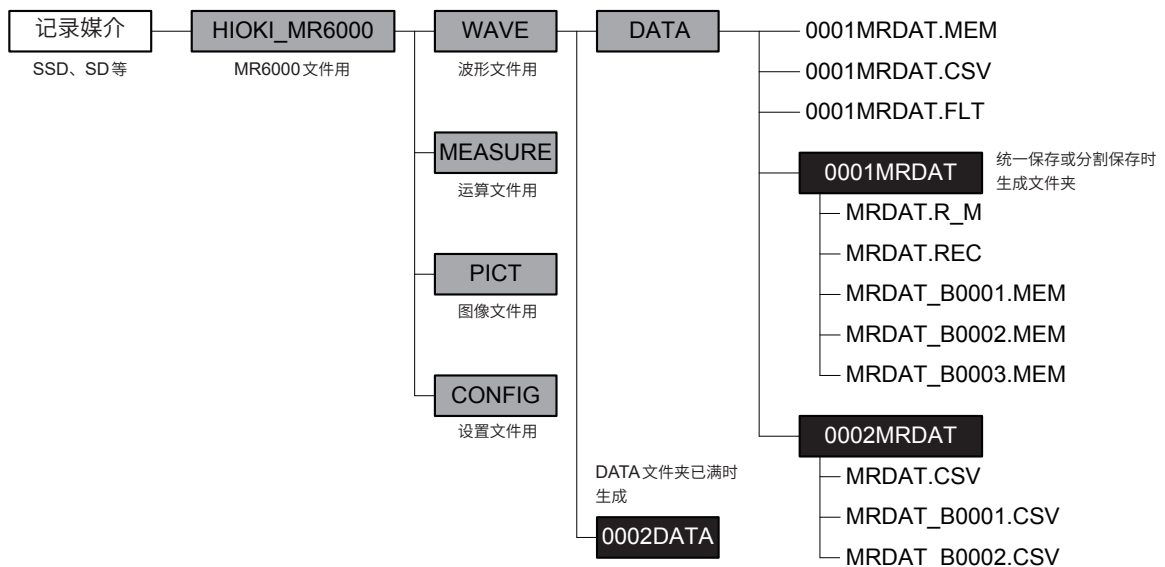 记录媒介
SSD、SD等
HIOKI_MR6000
MR6000文件用
WAVE
波形文件用
MEASURE
运算文件用
PICT
图像文件用
CONFIG
设置文件用
DATA
DATA文件夹已满时
生成
0002DATA
0001MRDAT.MEM
0001MRDAT.CSV
0001MRDAT.FLT
0001MRDAT
统一保存或分割保存时
生成文件夹
MRDAT.R_M
MRDAT.REC
MRDAT_B0001.MEM
MRDAT_B0002.MEM
MRDAT_B0003.MEM
0002MRDAT
MRDAT.CSV
MRDAT_B0001.CSV
MRDAT_B0002.CSV